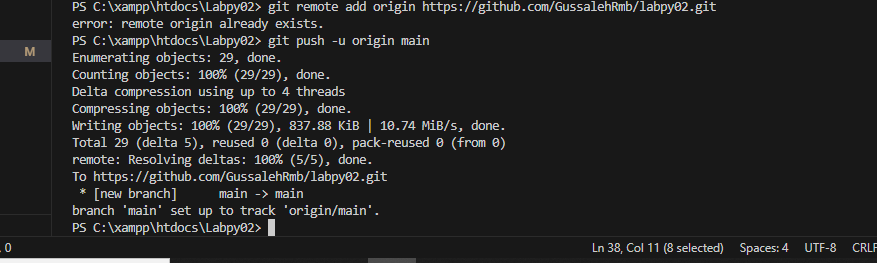 PS C:\xampp\htdocs\Labpy02> git remote add origin https://github.com/GussalehRmb/labpy02.git
error: remote origin already exists.
PS C:\xampp\htdocs\Labpy02> git push -u origin main
M
Enumerating objects: 29, done.
Counting objects: 100% (29/29), done.
Delta compression using up to 4 threads
Compressing objects: 100% (29/29), done.
Writing objects: 100% (29/29), 837.88 KiB | 10.74 MiB/s, done.
Total 29 (delta 5), reused 0 (delta 0), pack-reused 0 (from 0)
remote: Resolving deltas: 100% (5/5), done.
To https://github.com/GussalehRmb/labpy02.git
 * [new branch]      main -> main
branch 'main' set up to track 'origin/main'.
PS C:\xampp\htdocs\Labpy02>
. 0 Ln 38, Col 11 (8 selected) Spaces: 4 UTF-8 CRLF